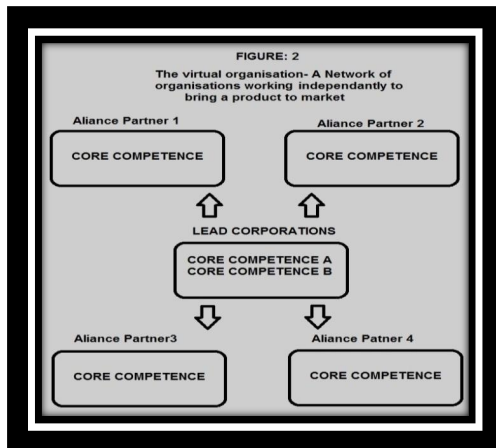 FIGURE: 2
The virtual organisation- A Network of
organisations working independantly to
bring a product to market
Aliance Partner 1
Aliance Partner 2
CORE COMPETENCE
CORE COMPETENCE
LEAD CORPORATIONS
CORE COMPETENCE A
CORE COMPETENCE B
Aliance Partner3
Aliance Patner 4
CORE COMPETENCE
CORE COMPETENCE